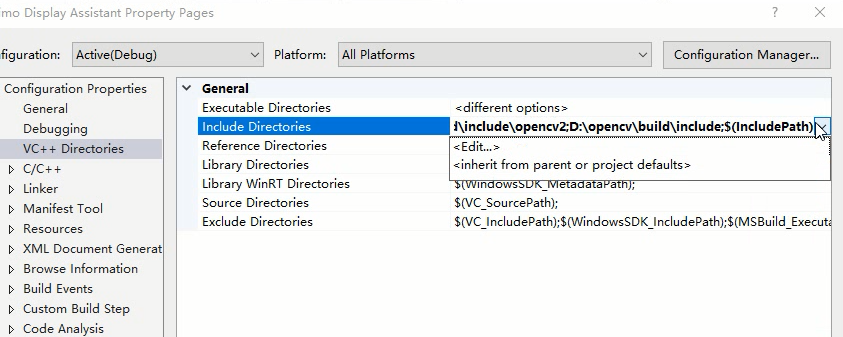 mo Display Assistant Property Pages
figuration: Active(Debug) Platform: All Platforms Configuration Manager...
Configuration Properties
General
Debugging
VC++ Directories
C/C++
Linker
Manifest Tool
Resources
XML Document Generat
Browse Information
Build Events
Custom Build Step
Code Analysis
General
Executable Directories <different options>
Include Directories \include\opencv2;D:\opencv\build\include;$(IncludePath)
Reference Directories <Edit...>
Library Directories <inherit from parent or project defaults>
Library WinRT Directories $(WindowsSDK_MetadataPath);
Source Directories $(VC_SourcePath);
Exclude Directories $(VC_IncludePath);$(WindowsSDK_IncludePath);$(MSBuild_Executa